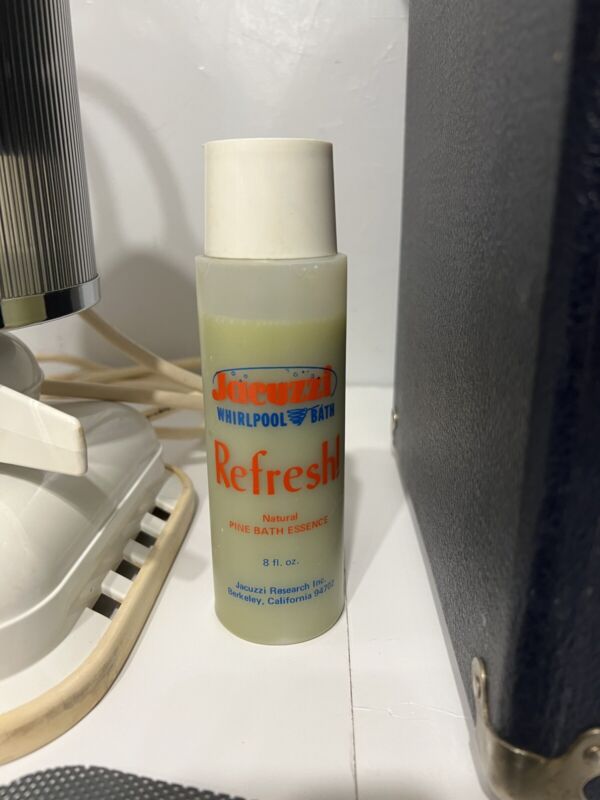 Jacuzzi
WHIRLPOOL BATH
Refresh!
Natural
PINE BATH ESSENCE
8 fl. oz.
Jacuzzi Research Inc.
Berkeley, California 94702